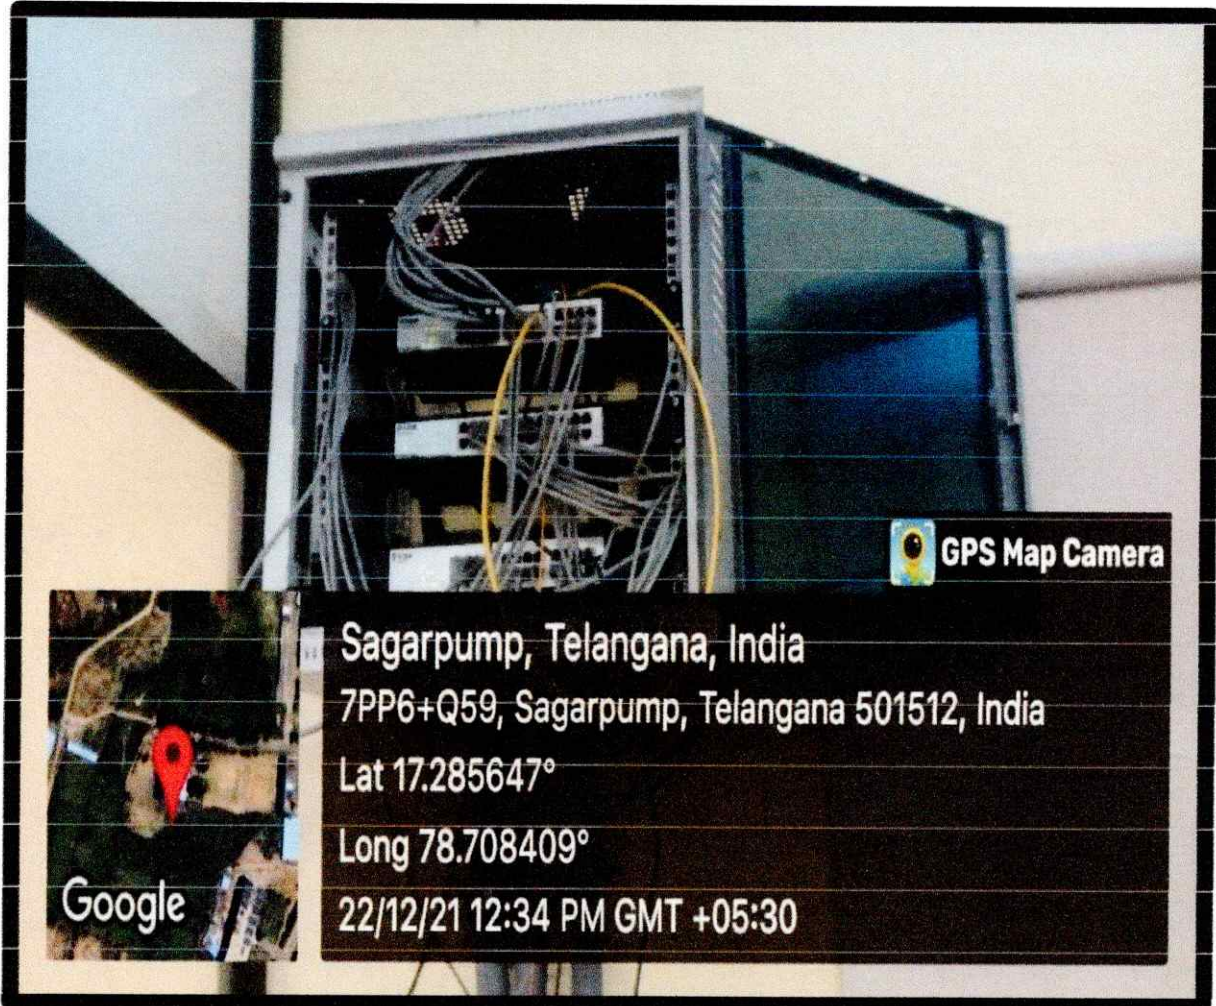 GPS Map Camera
Sagarpump, Telangana, India
7PP6+Q59, Sagarpump, Telangana 501512, India
Lat 17.285647°
Long 78.708409°
22/12/21 12:34 PM GMT +05:30
Google